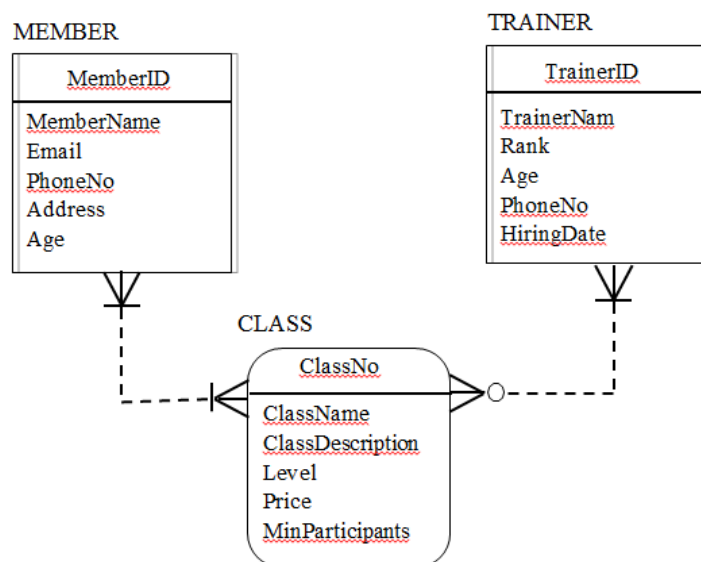 MEMBER
MemberID
MemberName
Email
PhoneNo
Address
Age
TRAINER
TrainerID
TrainerNam
Rank
Age
PhoneNo
HiringDate
CLASS
ClassNo
ClassName
ClassDescription
Level
Price
MinParticipants